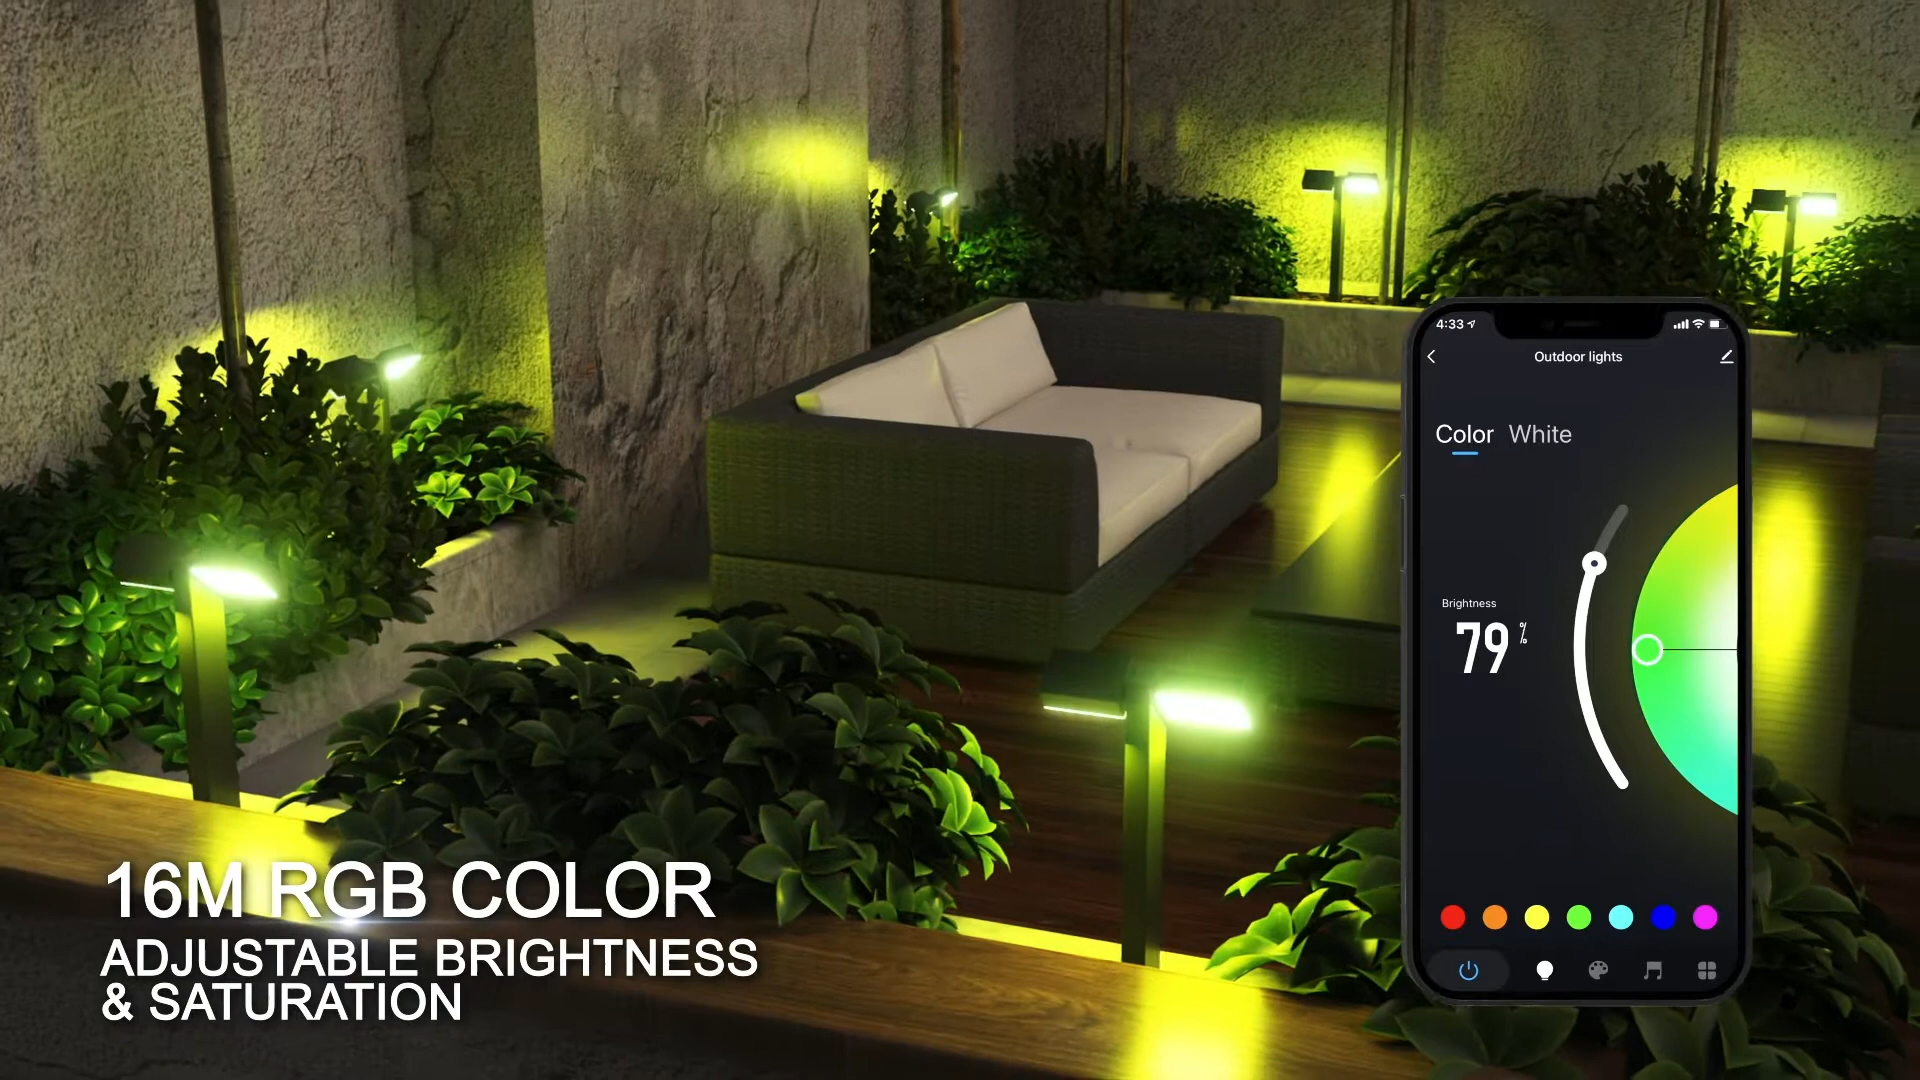 4:33
Outdoor lights
Color White
Brightness
79 %
16M RGB COLOR
ADJUSTABLE BRIGHTNESS
& SATURATION